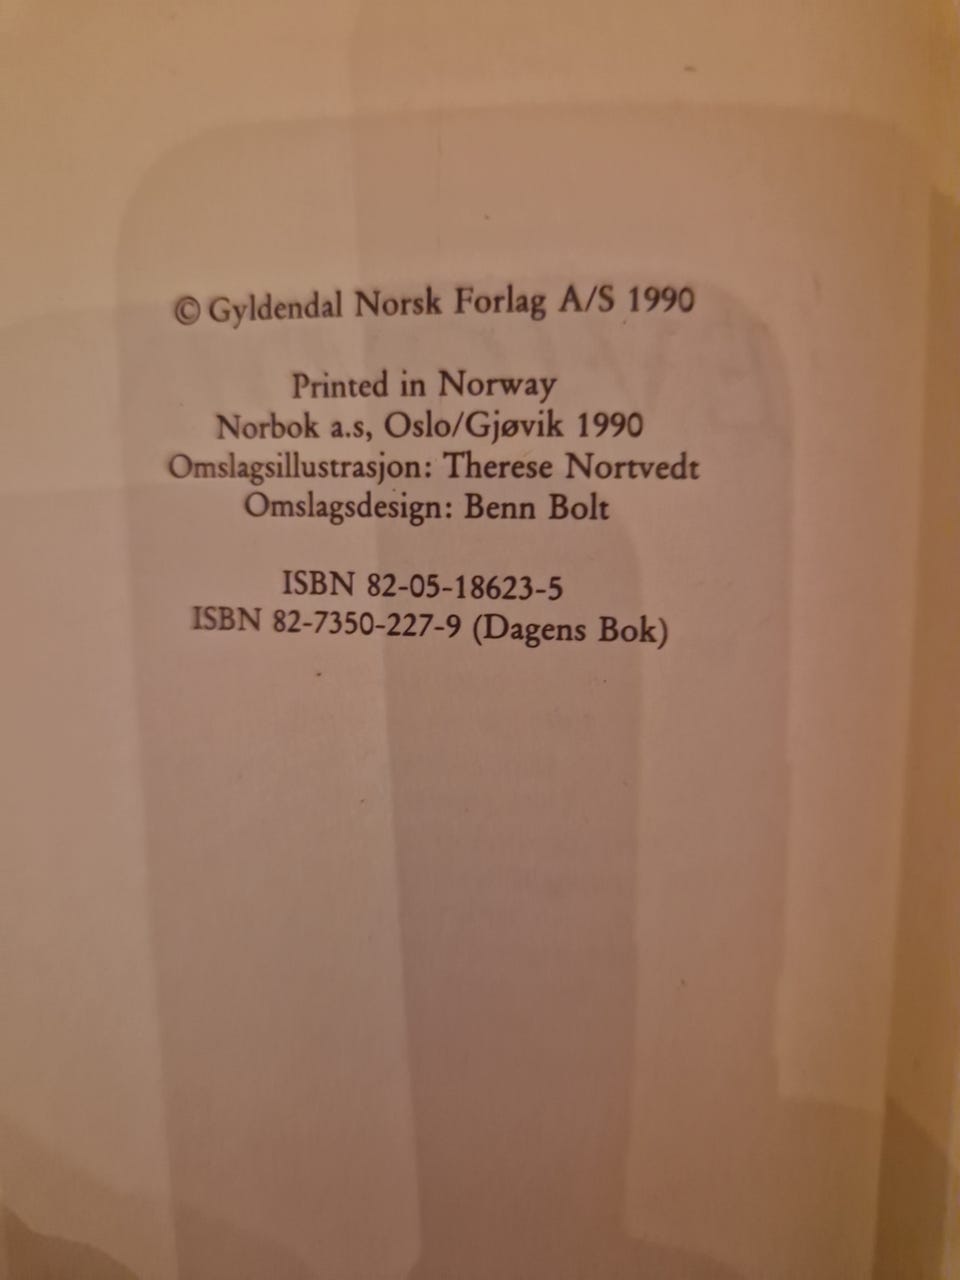 © Gyldendal Norsk Forlag A/S 1990
Printed in Norway
Norbok a.s, Oslo/Gjøvik 1990
Omslagsillustrasjon: Therese Nortvedt
Omslagsdesign: Benn Bolt
ISBN 82-05-18623-5
ISBN 82-7350-227-9 (Dagens Bok)